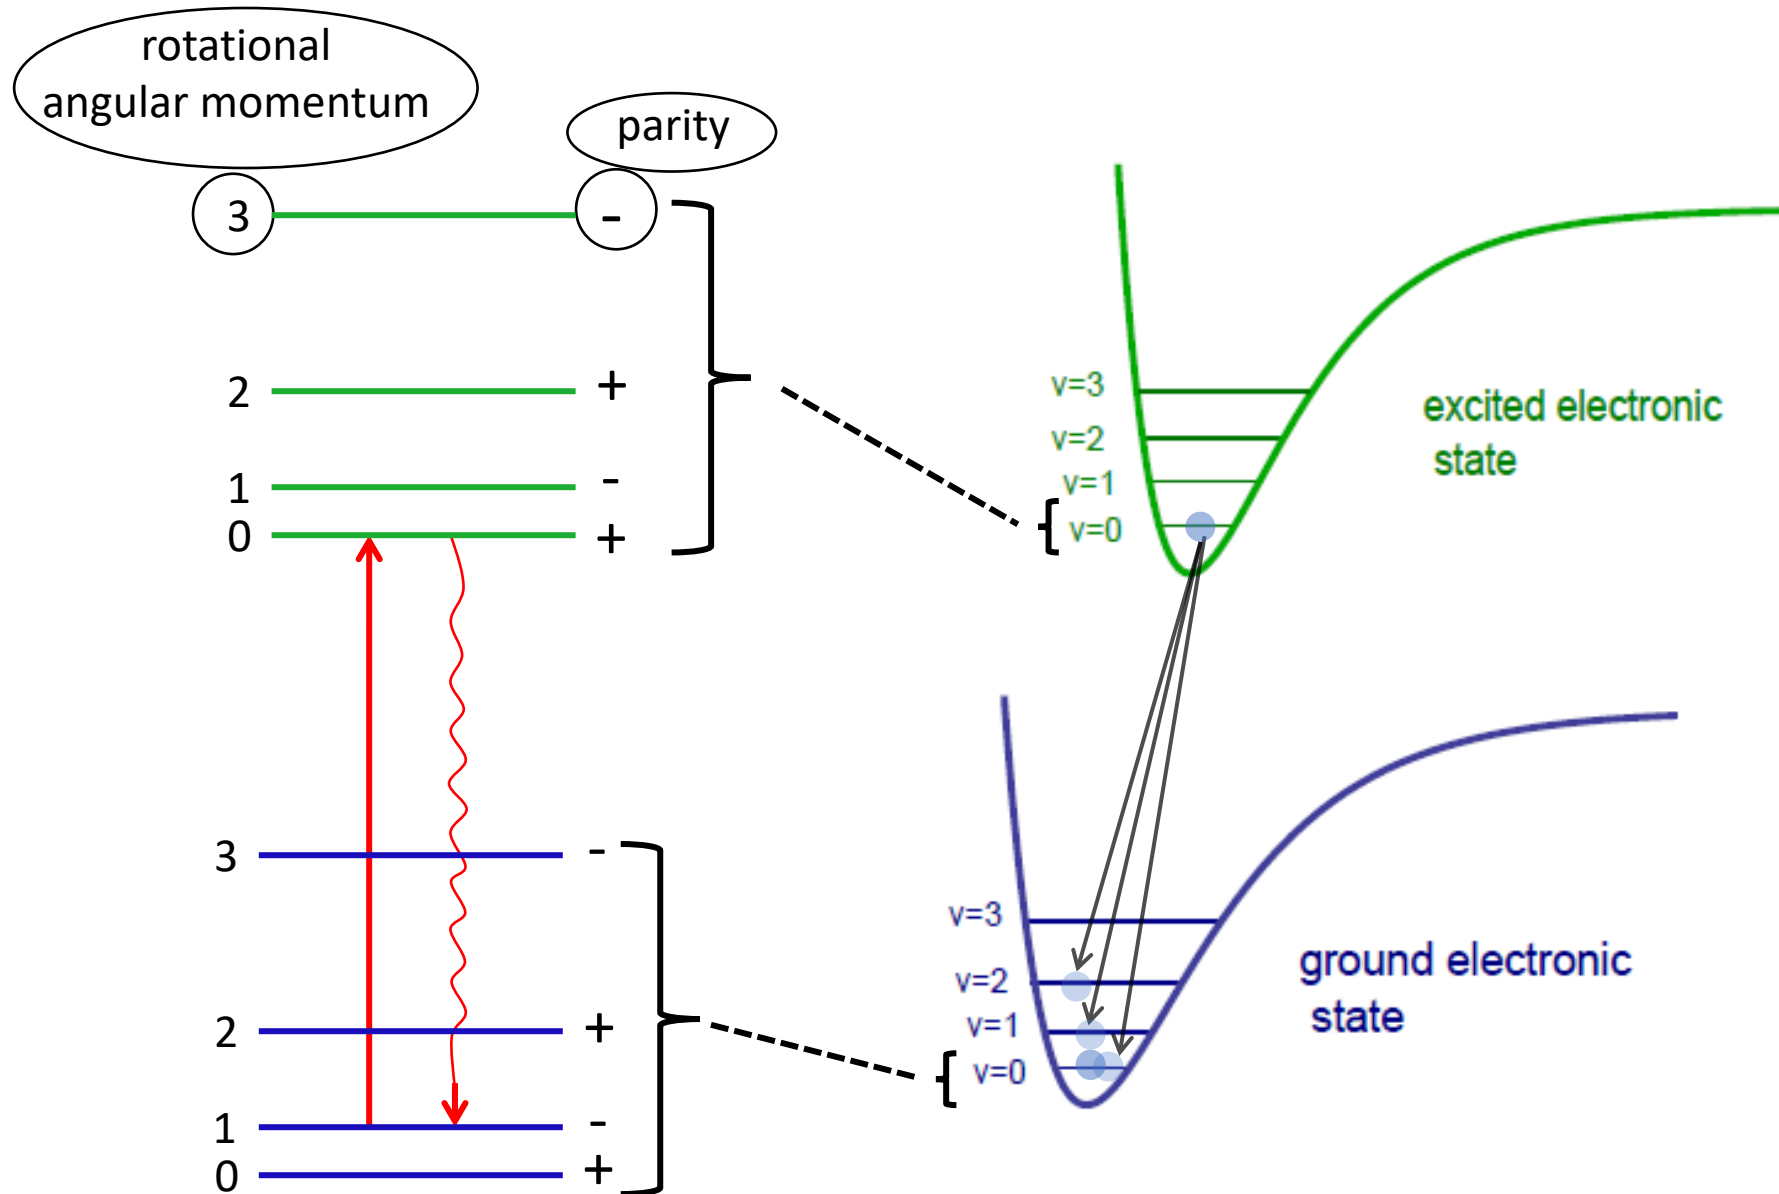 rotational
angular momentum
parity
3 -
2 +
1 -
0 +
3 -
2 +
1 -
0 +
v=3
v=2
v=1
v=0
excited electronic
state
v=3
v=2
v=1
v=0
ground electronic
state